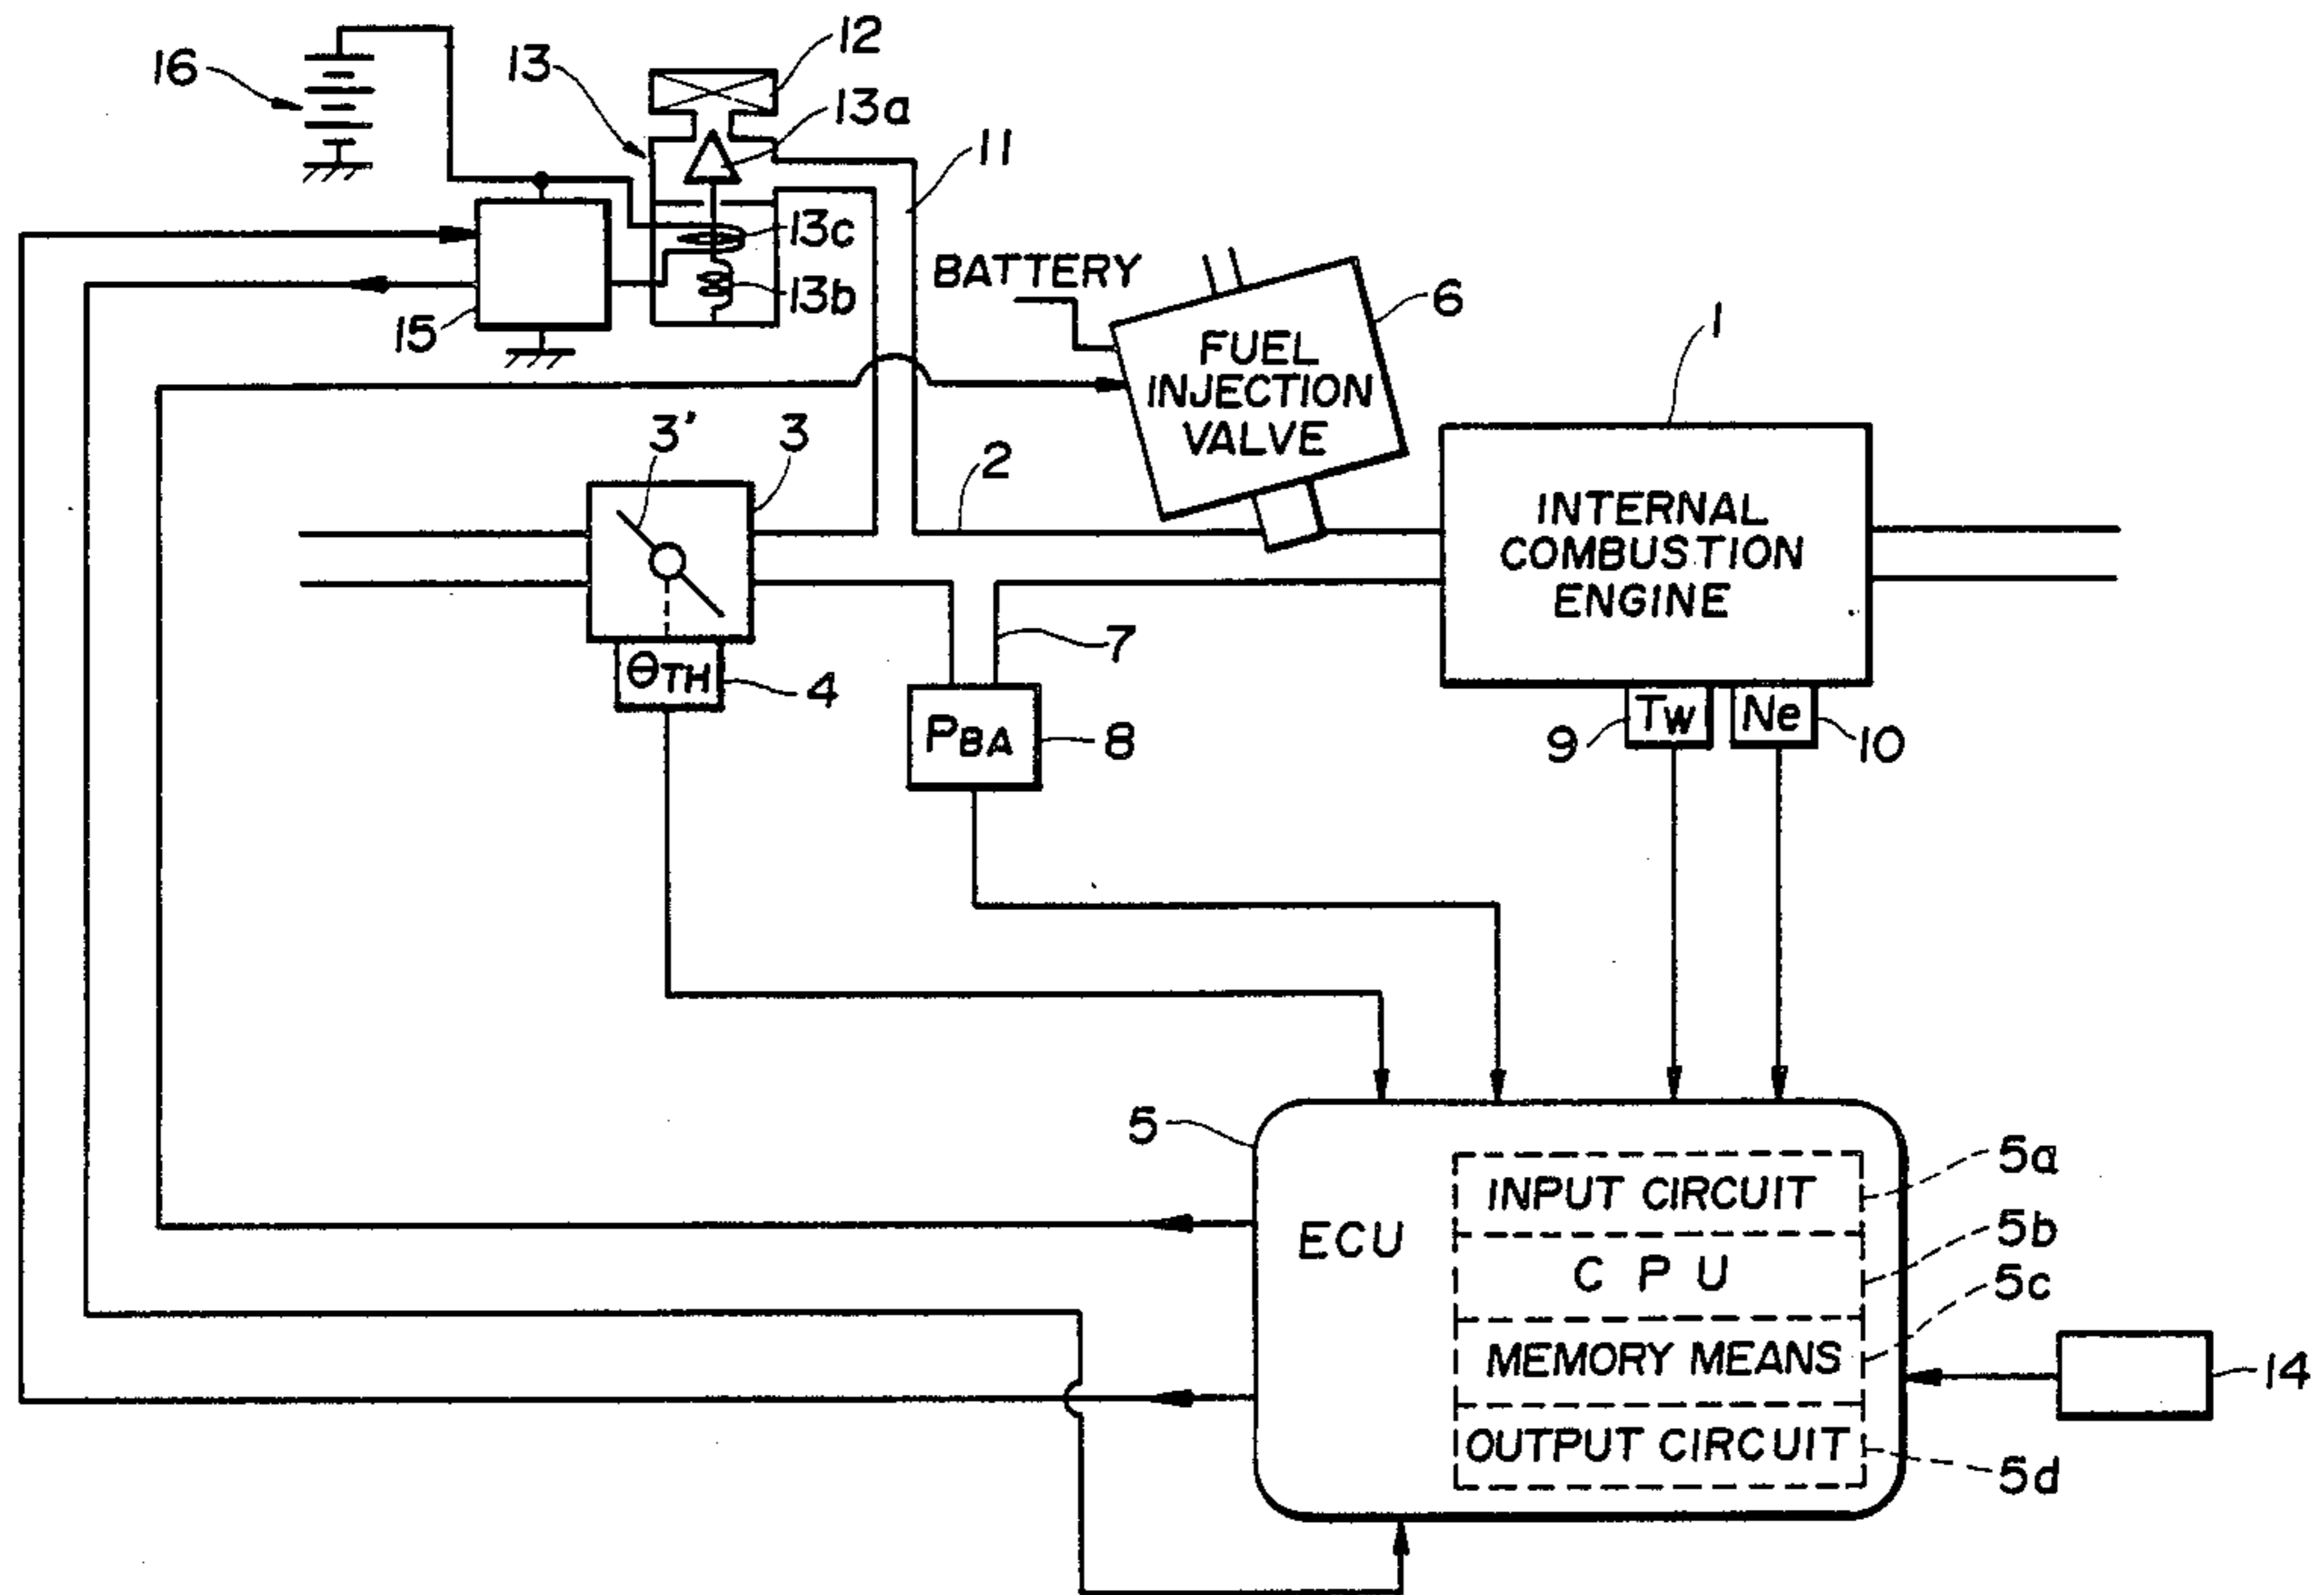 12
16
13
13a
11
13c
BATTERY
13b
6
15
1
FUEL
INJECTION
VALVE
3'
3
2
INTERNAL
COMBUSTION
ENGINE
7
θTH
4
PBA
8
Tw
Ne
9
10
5
5a
INPUT CIRCUIT
5b
ECU
CPU
5c
MEMORY MEANS
14
OUTPUT CIRCUIT
5d